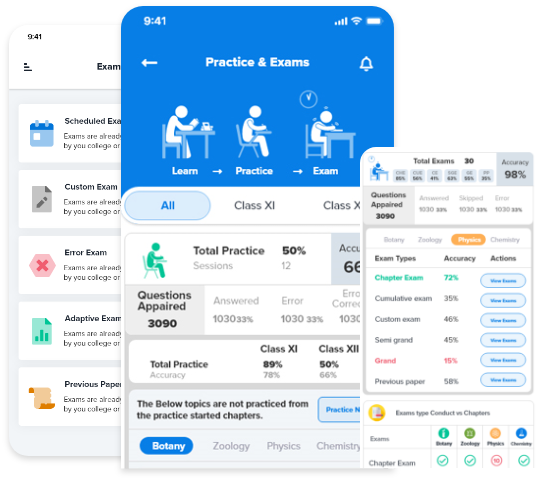 9:41
Exam
Scheduled Exa
Exams are already
by you college or
Custom Exam
Exams are already
by you college or
Error Exam
Exams are already
by you college or
Adaptive Exam
Exams are already
by you college or
Previous Paper
Exams are already
by you college or
9:41
Practice & Exams
Learn → Practice → Exam
All Class XI Class X
Total Practice 50% Accu
Sessions 12 66
Questions
Appaired
3090
Answered Error Erro
Correc
1030 33% 1030 33% 1030
Class XI Class XII
Total Practice 89% 50%
Accuracy 78% 66%
The Below topics are not practiced from
the practice started chapters.
Practice N
Botany Zoology Physics Chemistry
Total Exams 30
Accuracy
98%
Questions
Appaired
3090
Answered Skipped Error
1030 33% 1030 33% 1030 33%
Botany Zoology Physics Chemistry
Exam Types Accuracy Actions
Chapter Exam 72% View Exams
Cumulative exam 35% View Exams
Custom exam 46% View Exams
Semi grand 45% View Exams
Grand 15% View Exams
Previous paper 58% View Exams
Exams type Conduct vs Chapters
Exams Botany Zoology Physics Chemistry
Chapter Exam 10